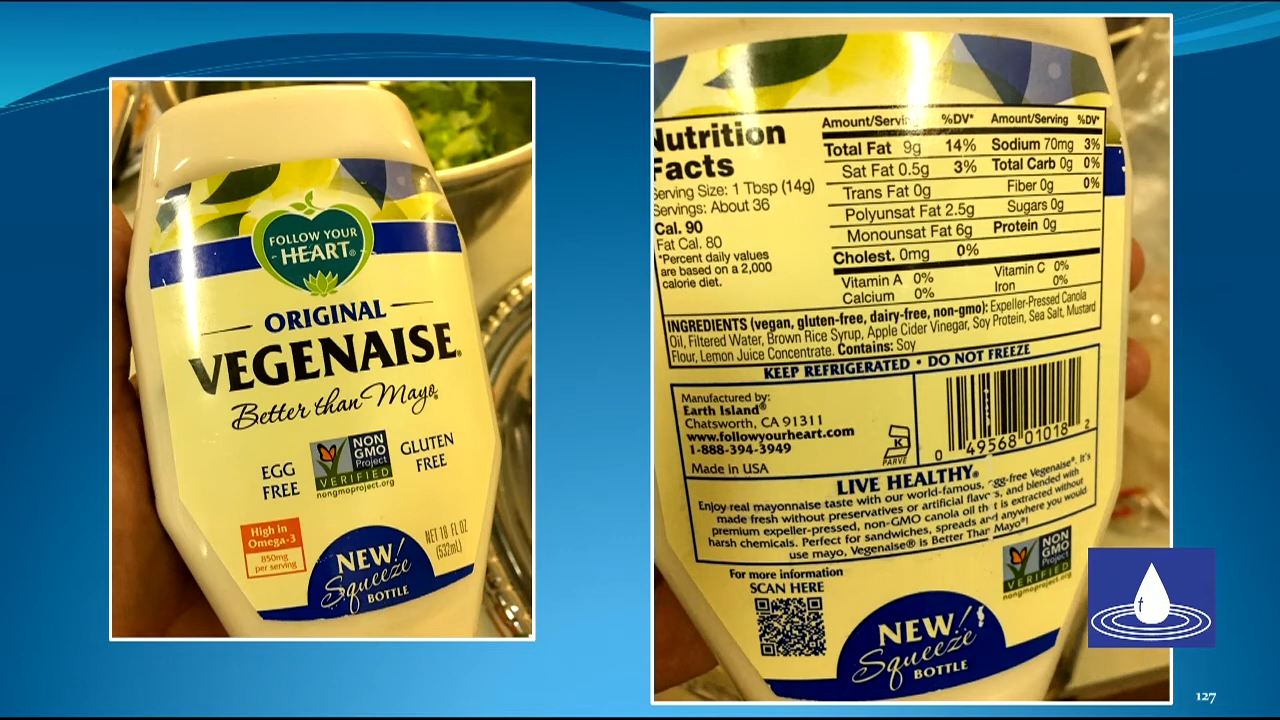 FOLLOW YOUR
HEART®
ORIGINAL
VEGENAISE®
Better than Mayo®
EGG
FREE
NON
GMO
Project
VERIFIED
nongmoproject.org
GLUTEN
FREE
High in
Omega-3
850mg
per serving
NEW!
Squeeze
BOTTLE
NET 18 FL OZ
(532mL)
Nutrition
Facts
Serving Size: 1 Tbsp (14g)
Servings: About 36
Cal. 90
Fat Cal. 80
*Percent daily values
are based on a 2,000
calorie diet.
Amount/Serving %DV* Amount/Serving %DV*
Total Fat 9g 14% Sodium 70mg 3%
Sat Fat 0.5g 3% Total Carb 0g 0%
Trans Fat 0g Fiber 0g 0%
Polyunsat Fat 2.5g Sugars 0g
Monounsat Fat 6g Protein 0g
Cholest. 0mg 0%
Vitamin A 0% Vitamin C 0%
Calcium 0% Iron 0%
INGREDIENTS (vegan, gluten-free, dairy-free, non-gmo): Expeller-Pressed Canola
Oil, Filtered Water, Brown Rice Syrup, Apple Cider Vinegar, Soy Protein, Sea Salt, Mustard
Flour, Lemon Juice Concentrate. Contains: Soy
KEEP REFRIGERATED • DO NOT FREEZE
Manufactured by:
Earth Island®
Chatsworth, CA 91311
www.followyourheart.com
1-888-394-3949
Made in USA
K
PARVE
0 49568 01018 2
LIVE HEALTHY®
Enjoy real mayonnaise taste with our world-famous, egg-free Vegenaise®. It's
made fresh without preservatives or artificial flavors, and blended with
premium expeller-pressed, non-GMO canola oil that is extracted without
harsh chemicals. Perfect for sandwiches, spreads and anywhere you would
use mayo, Vegenaise® is Better Than Mayo®!
For more information
SCAN HERE
NON
GMO
Project
VERIFIED
nongmoproject.org
NEW!
Squeeze
BOTTLE
f
127